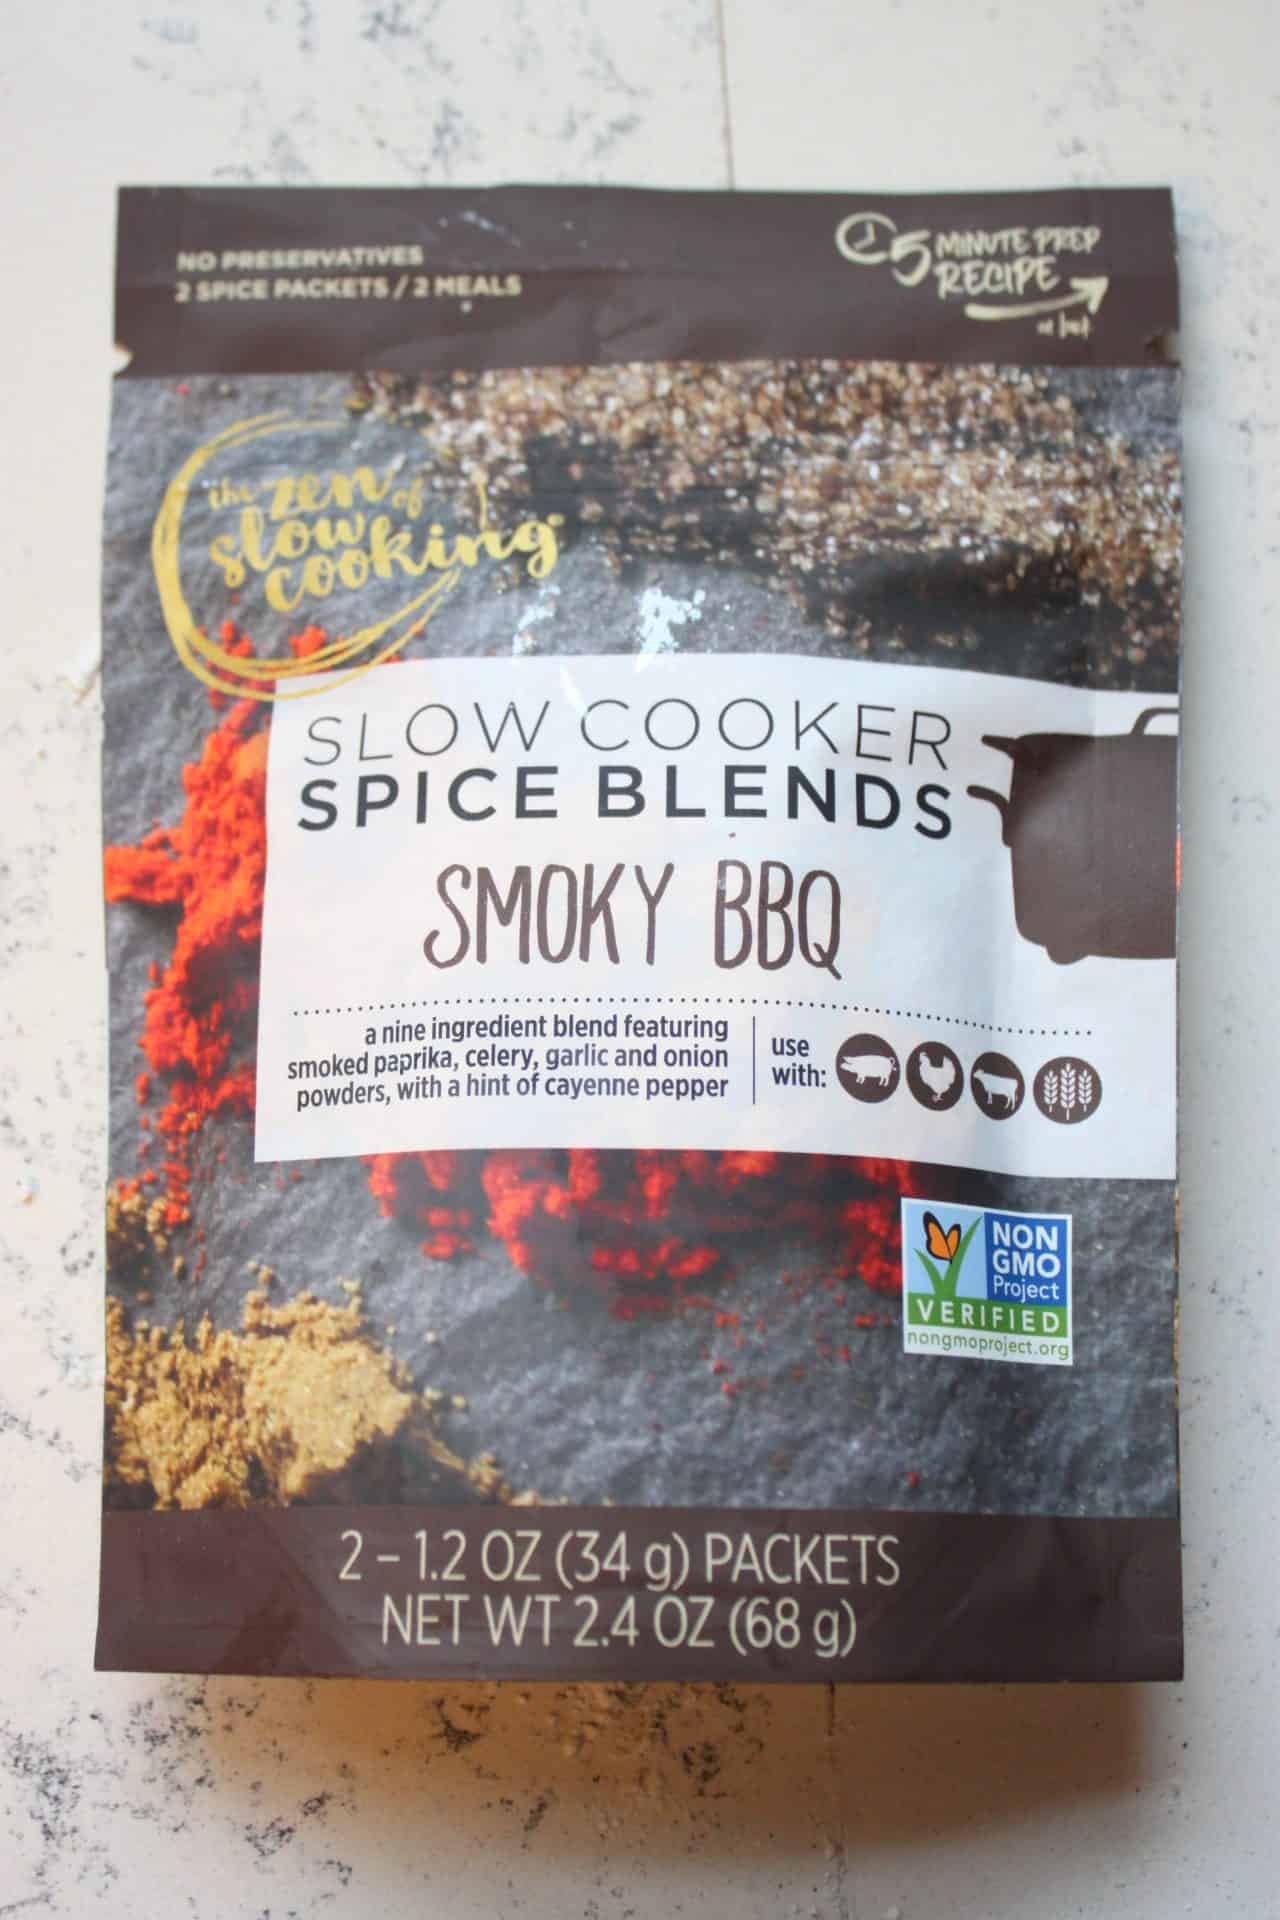 NO PRESERVATIVES
2 SPICE PACKETS / 2 MEALS
5 MINUTE PREP
RECIPE
the zen of
slow
cooking
SLOW COOKER
SPICE BLENDS
SMOKY BBQ
a nine ingredient blend featuring
smoked paprika, celery, garlic and onion
powders, with a hint of cayenne pepper
use
with:
NON
GMO
Project
VERIFIED
nongmoproject.org
2 – 1.2 OZ (34 g) PACKETS
NET WT 2.4 OZ (68 g)